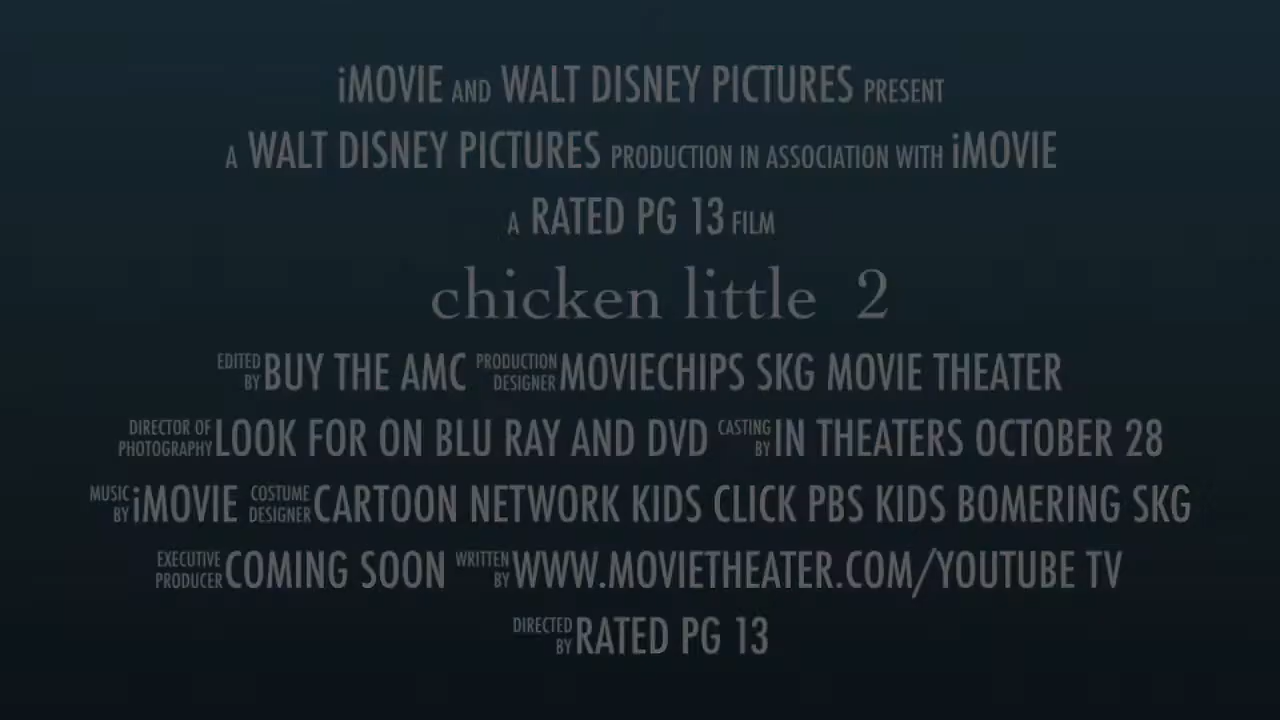 iMOVIE AND WALT DISNEY PICTURES PRESENT
A WALT DISNEY PICTURES PRODUCTION IN ASSOCIATION WITH iMOVIE
A RATED PG 13 FILM
chicken little 2
EDITED BY BUY THE AMC PRODUCTION DESIGNER MOVIECHIPS SKG MOVIE THEATER
DIRECTOR OF PHOTOGRAPHY LOOK FOR ON BLU RAY AND DVD CASTING BY IN THEATERS OCTOBER 28
MUSIC BY iMOVIE COSTUME DESIGNER CARTOON NETWORK KIDS CLICK PBS KIDS BOMERING SKG
EXECUTIVE PRODUCER COMING SOON WRITTEN BY WWW.MOVIETHEATER.COM/YOUTUBE TV
DIRECTED BY RATED PG 13